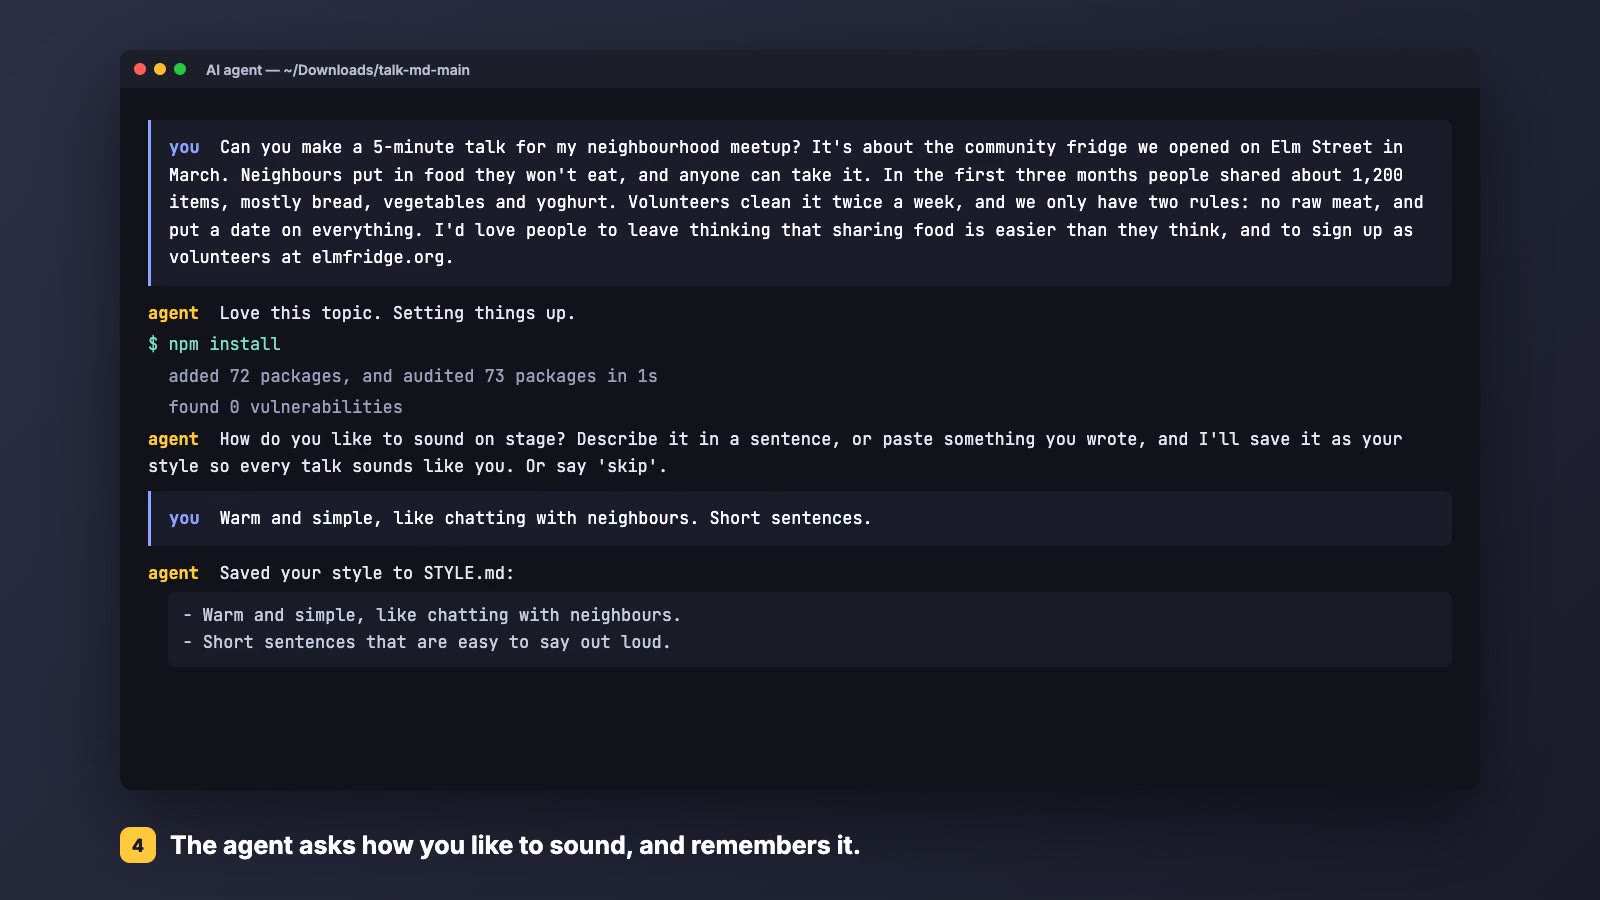 AI agent — ~/Downloads/talk-md-main
you Can you make a 5-minute talk for my neighbourhood meetup? It's about the community fridge we opened on Elm Street in
March. Neighbours put in food they won't eat, and anyone can take it. In the first three months people shared about 1,200
items, mostly bread, vegetables and yoghurt. Volunteers clean it twice a week, and we only have two rules: no raw meat, and
put a date on everything. I'd love people to leave thinking that sharing food is easier than they think, and to sign up as
volunteers at elmfridge.org.
agent Love this topic. Setting things up.
$ npm install
added 72 packages, and audited 73 packages in 1s
found 0 vulnerabilities
agent How do you like to sound on stage? Describe it in a sentence, or paste something you wrote, and I'll save it as your
style so every talk sounds like you. Or say 'skip'.
you Warm and simple, like chatting with neighbours. Short sentences.
agent Saved your style to STYLE.md:
- Warm and simple, like chatting with neighbours.
- Short sentences that are easy to say out loud.
4 The agent asks how you like to sound, and remembers it.